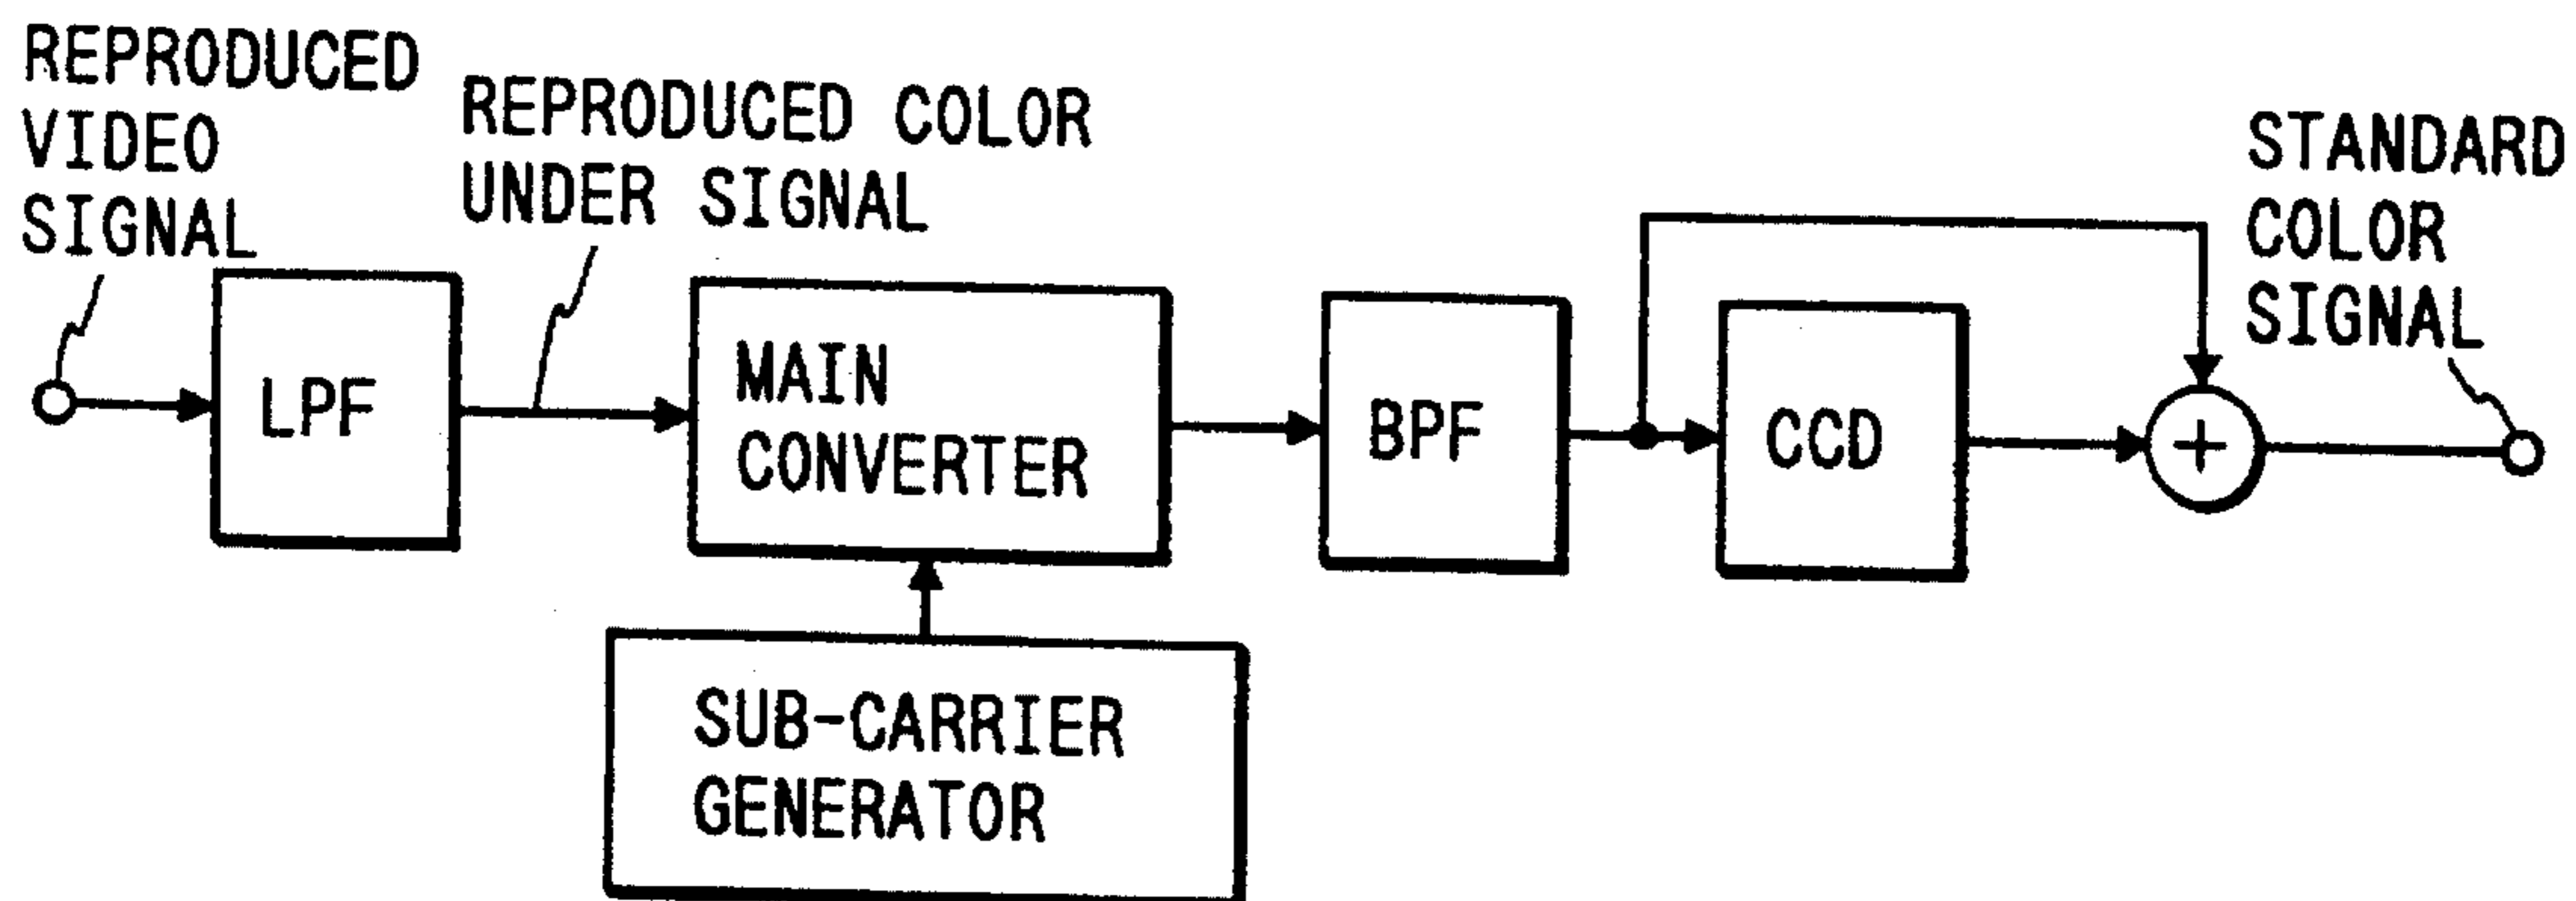 REPRODUCED
VIDEO
SIGNAL
REPRODUCED COLOR
UNDER SIGNAL
STANDARD
COLOR
SIGNAL
LPF
MAIN
CONVERTER
BPF
CCD
+
SUB-CARRIER
GENERATOR